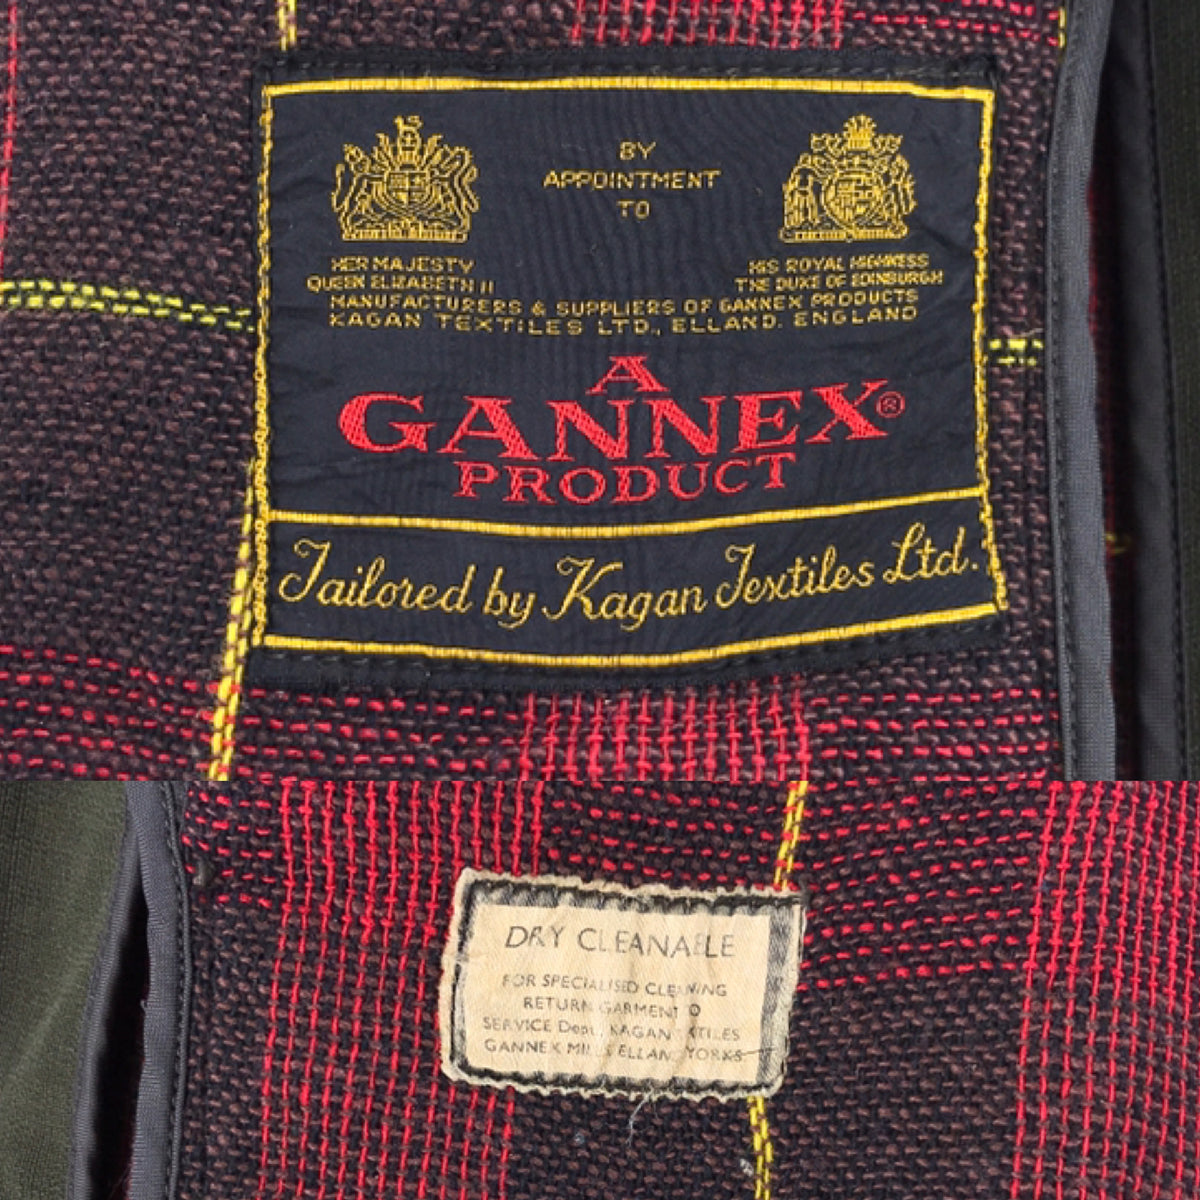 BY
APPOINTMENT
TO
HER MAJESTY
QUEEN ELIZABETH II
HIS ROYAL HIGHNESS
THE DUKE OF EDINBURGH
MANUFACTURERS & SUPPLIERS OF GANNEX PRODUCTS
KAGAN TEXTILES LTD., ELLAND. ENGLAND
A
GANNEX®
PRODUCT
Tailored by Kagan Textiles Ltd.
DRY CLEANABLE
FOR SPECIALISED CLEANING
RETURN GARMENT TO
SERVICE Dept. KAGAN TEXTILES
GANNEX MILLS ELLAND YORKS